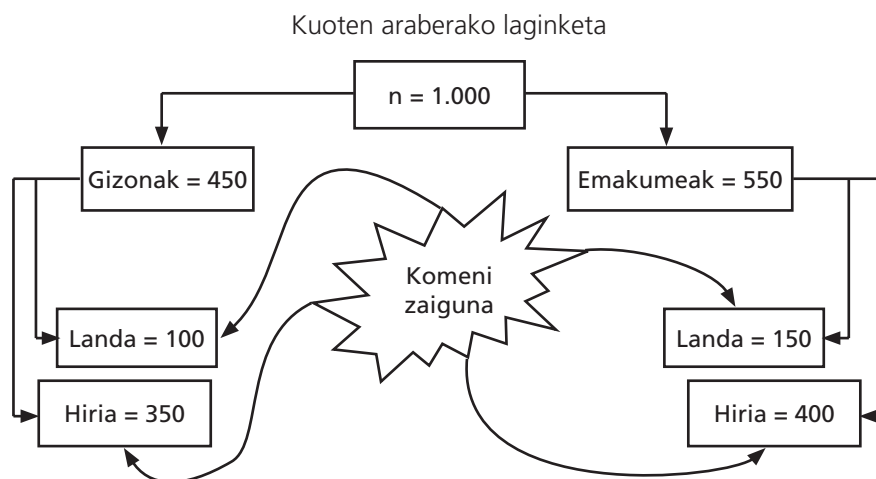 Kuoten araberako laginketa
n = 1.000
Gizonak = 450
Emakumeak = 550
Komeni
zaiguna
Landa = 100
Landa = 150
Hiria = 350
Hiria = 400